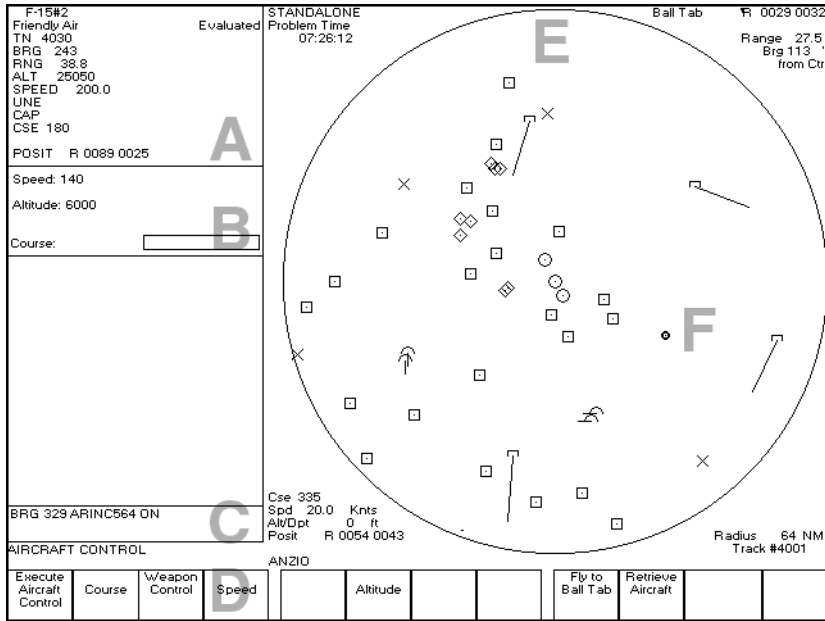 F-15#2
Friendly Air Evaluated
TN 4030
BRG 243
RNG 38.8
ALT 25050
SPEED 200.0
UNE
CAP
CSE 180
POSIT R 0089 0025
A
Speed: 140
Altitude: 6000
Course:
B
BRG 329 ARINC564 ON
C
AIRCRAFT CONTROL
STANDALONE
Problem Time
07:26:12
E
Ball Tab R 0029 0032
Range 27.5
Brg 113
from Ctr
F
Cse 335
Spd 20.0 Knts
Alt/Dpt 0 ft
Posit R 0054 0043
Radius 64 NM
Track #4001
ANZIO
Execute Aircraft Control
Course
Weapon Control
Speed
D
Altitude
Fly to Ball Tab
Retrieve Aircraft